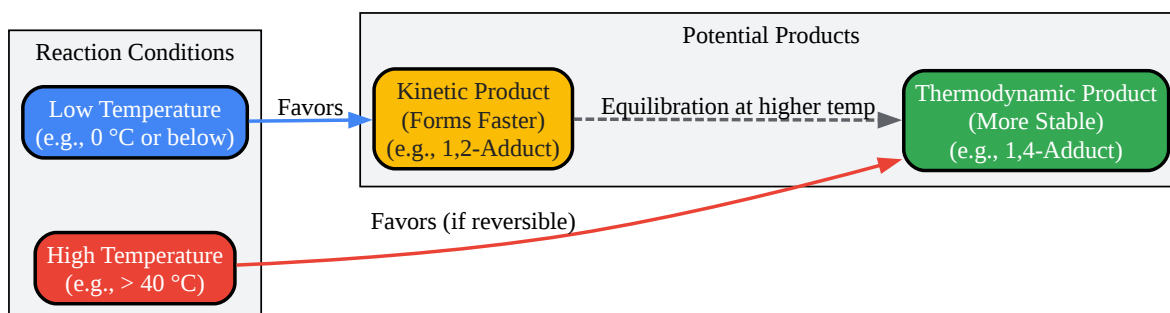 Reaction Conditions
Low Temperature
(e.g., 0 °C or below)
High Temperature
(e.g., > 40 °C)
Favors
Favors (if reversible)
Potential Products
Kinetic Product
(Forms Faster)
(e.g., 1,2-Adduct)
Equilibration at higher temp
Thermodynamic Product
(More Stable)
(e.g., 1,4-Adduct)